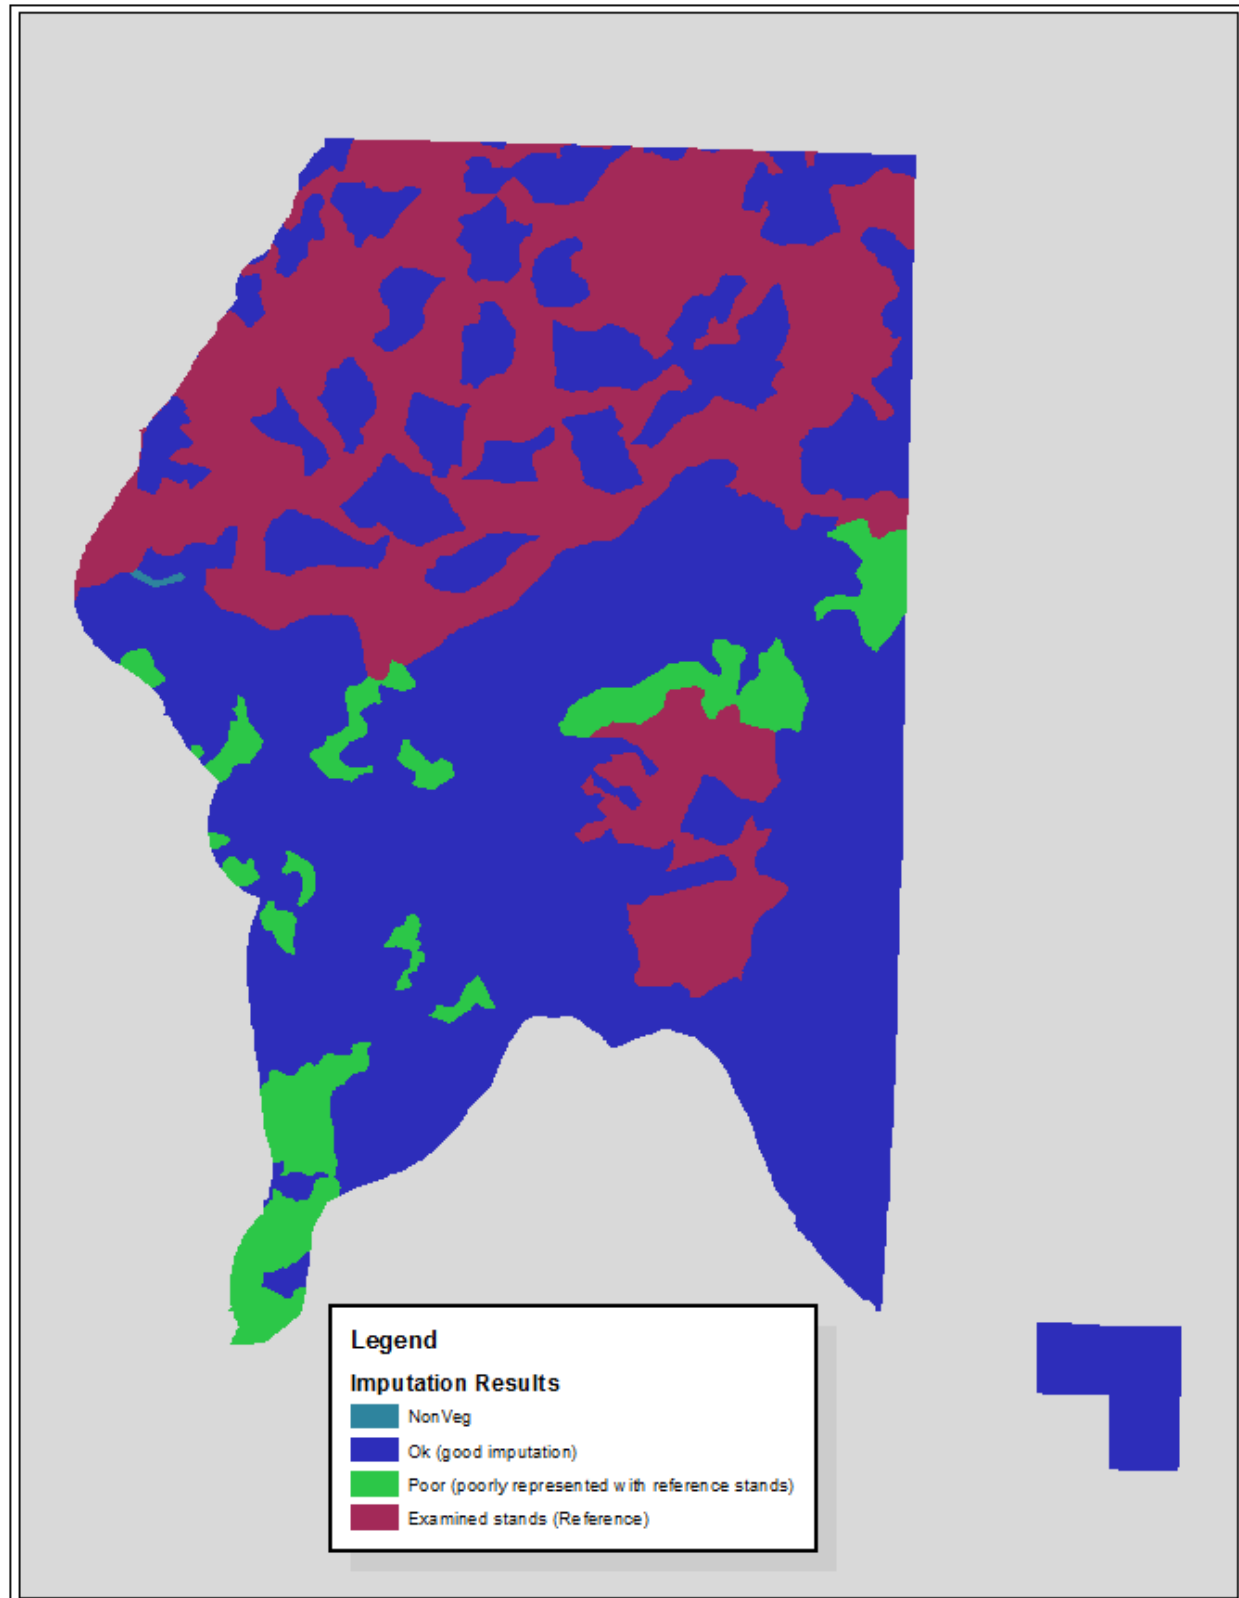 Legend
Imputation Results
NonVeg
Ok (good imputation)
Poor (poorly represented with reference stands)
Examined stands (Reference)